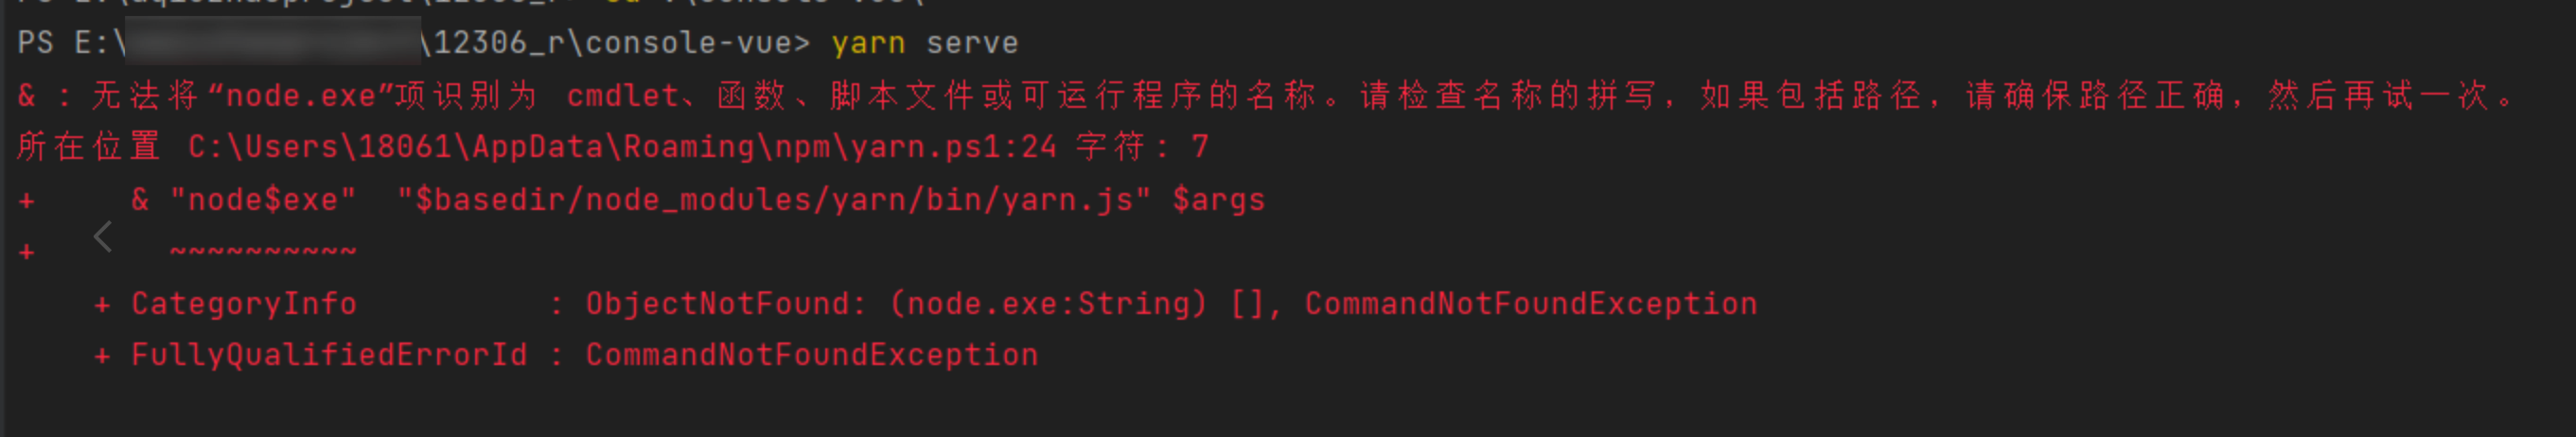 PS E:\ \12306_r\console-vue> yarn serve
& : 无法将“node.exe”项识别为 cmdlet、函数、脚本文件或可运行程序的名称。请检查名称的拼写，如果包括路径，请确保路径正确，然后再试一次。
所在位置 C:\Users\18061\AppData\Roaming\npm\yarn.ps1:24 字符: 7
+     & "node$exe"  "$basedir/node_modules/yarn/bin/yarn.js" $args
+       ~~~~~~~~~~
    + CategoryInfo          : ObjectNotFound: (node.exe:String) [], CommandNotFoundException
    + FullyQualifiedErrorId : CommandNotFoundException